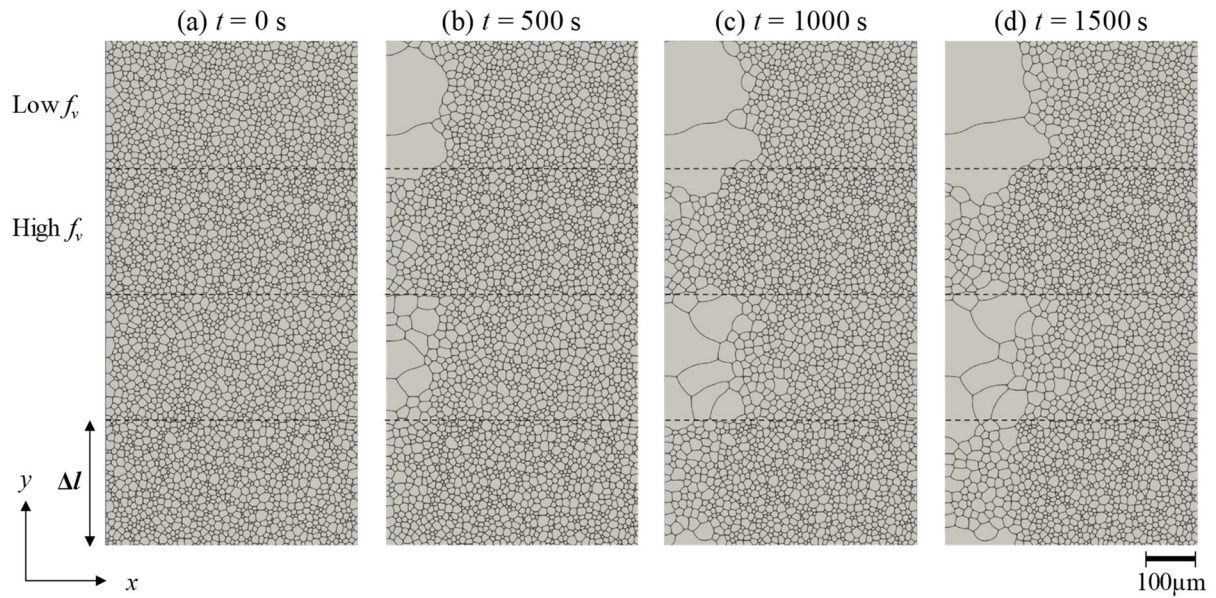 (a) t = 0 s
(b) t = 500 s
(c) t = 1000 s
(d) t = 1500 s
Low fv
High fv
Δl
y
x
100µm